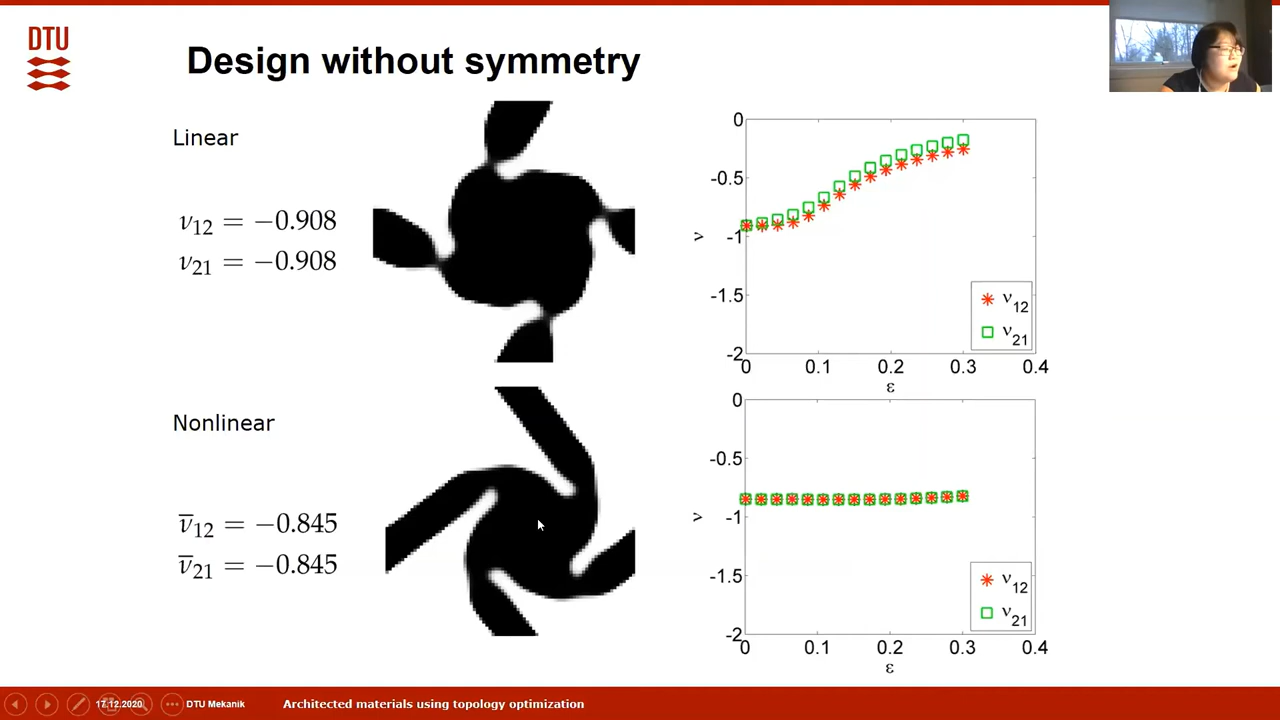 DTU
Design without symmetry
Linear
ν12 = −0.908
ν21 = −0.908
0
-0.5
-1
-1.5
-2
ν
0 0.1 0.2 0.3 0.4
ε
ν12
ν21
Nonlinear
ν̅12 = −0.845
ν̅21 = −0.845
0
-0.5
-1
-1.5
-2
ν
0 0.1 0.2 0.3 0.4
ε
ν12
ν21
17.12.2020 DTU Mekanik Architected materials using topology optimization